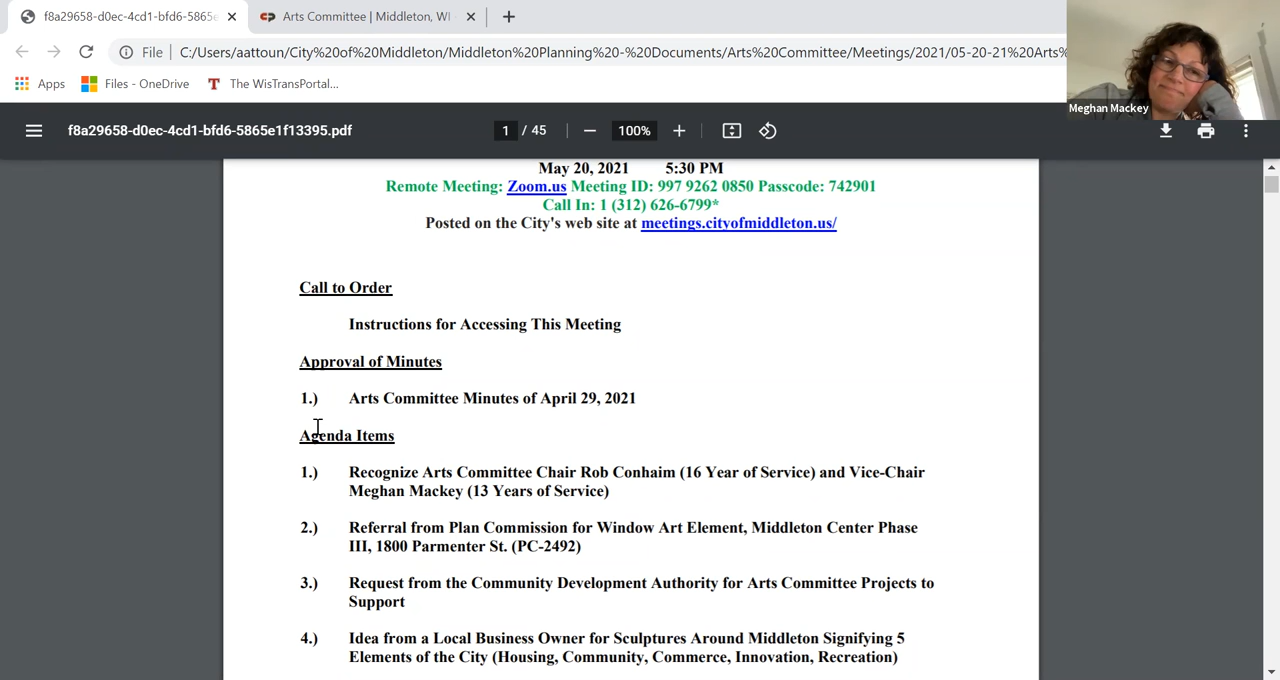 f8a29658-d0ec-4cd1-bfd6-5865e
Arts Committee | Middleton, WI
File
C:/Users/aattoun/City%20of%20Middleton/Middleton%20Planning%20-%20Documents/Arts%20Committee/Meetings/2021/05-20-21%20Arts%
Apps
Files - OneDrive
The WisTransPortal...
Meghan Mackey
f8a29658-d0ec-4cd1-bfd6-5865e1f13395.pdf
1 / 45
100%
May 20, 2021 5:30 PM
Remote Meeting: Zoom.us Meeting ID: 997 9262 0850 Passcode: 742901
Call In: 1 (312) 626-6799*
Posted on the City's web site at meetings.cityofmiddleton.us/
Call to Order
Instructions for Accessing This Meeting
Approval of Minutes
1.) Arts Committee Minutes of April 29, 2021
Agenda Items
1.) Recognize Arts Committee Chair Rob Conhaim (16 Year of Service) and Vice-Chair
Meghan Mackey (13 Years of Service)
2.) Referral from Plan Commission for Window Art Element, Middleton Center Phase
III, 1800 Parmenter St. (PC-2492)
3.) Request from the Community Development Authority for Arts Committee Projects to
Support
4.) Idea from a Local Business Owner for Sculptures Around Middleton Signifying 5
Elements of the City (Housing, Community, Commerce, Innovation, Recreation)